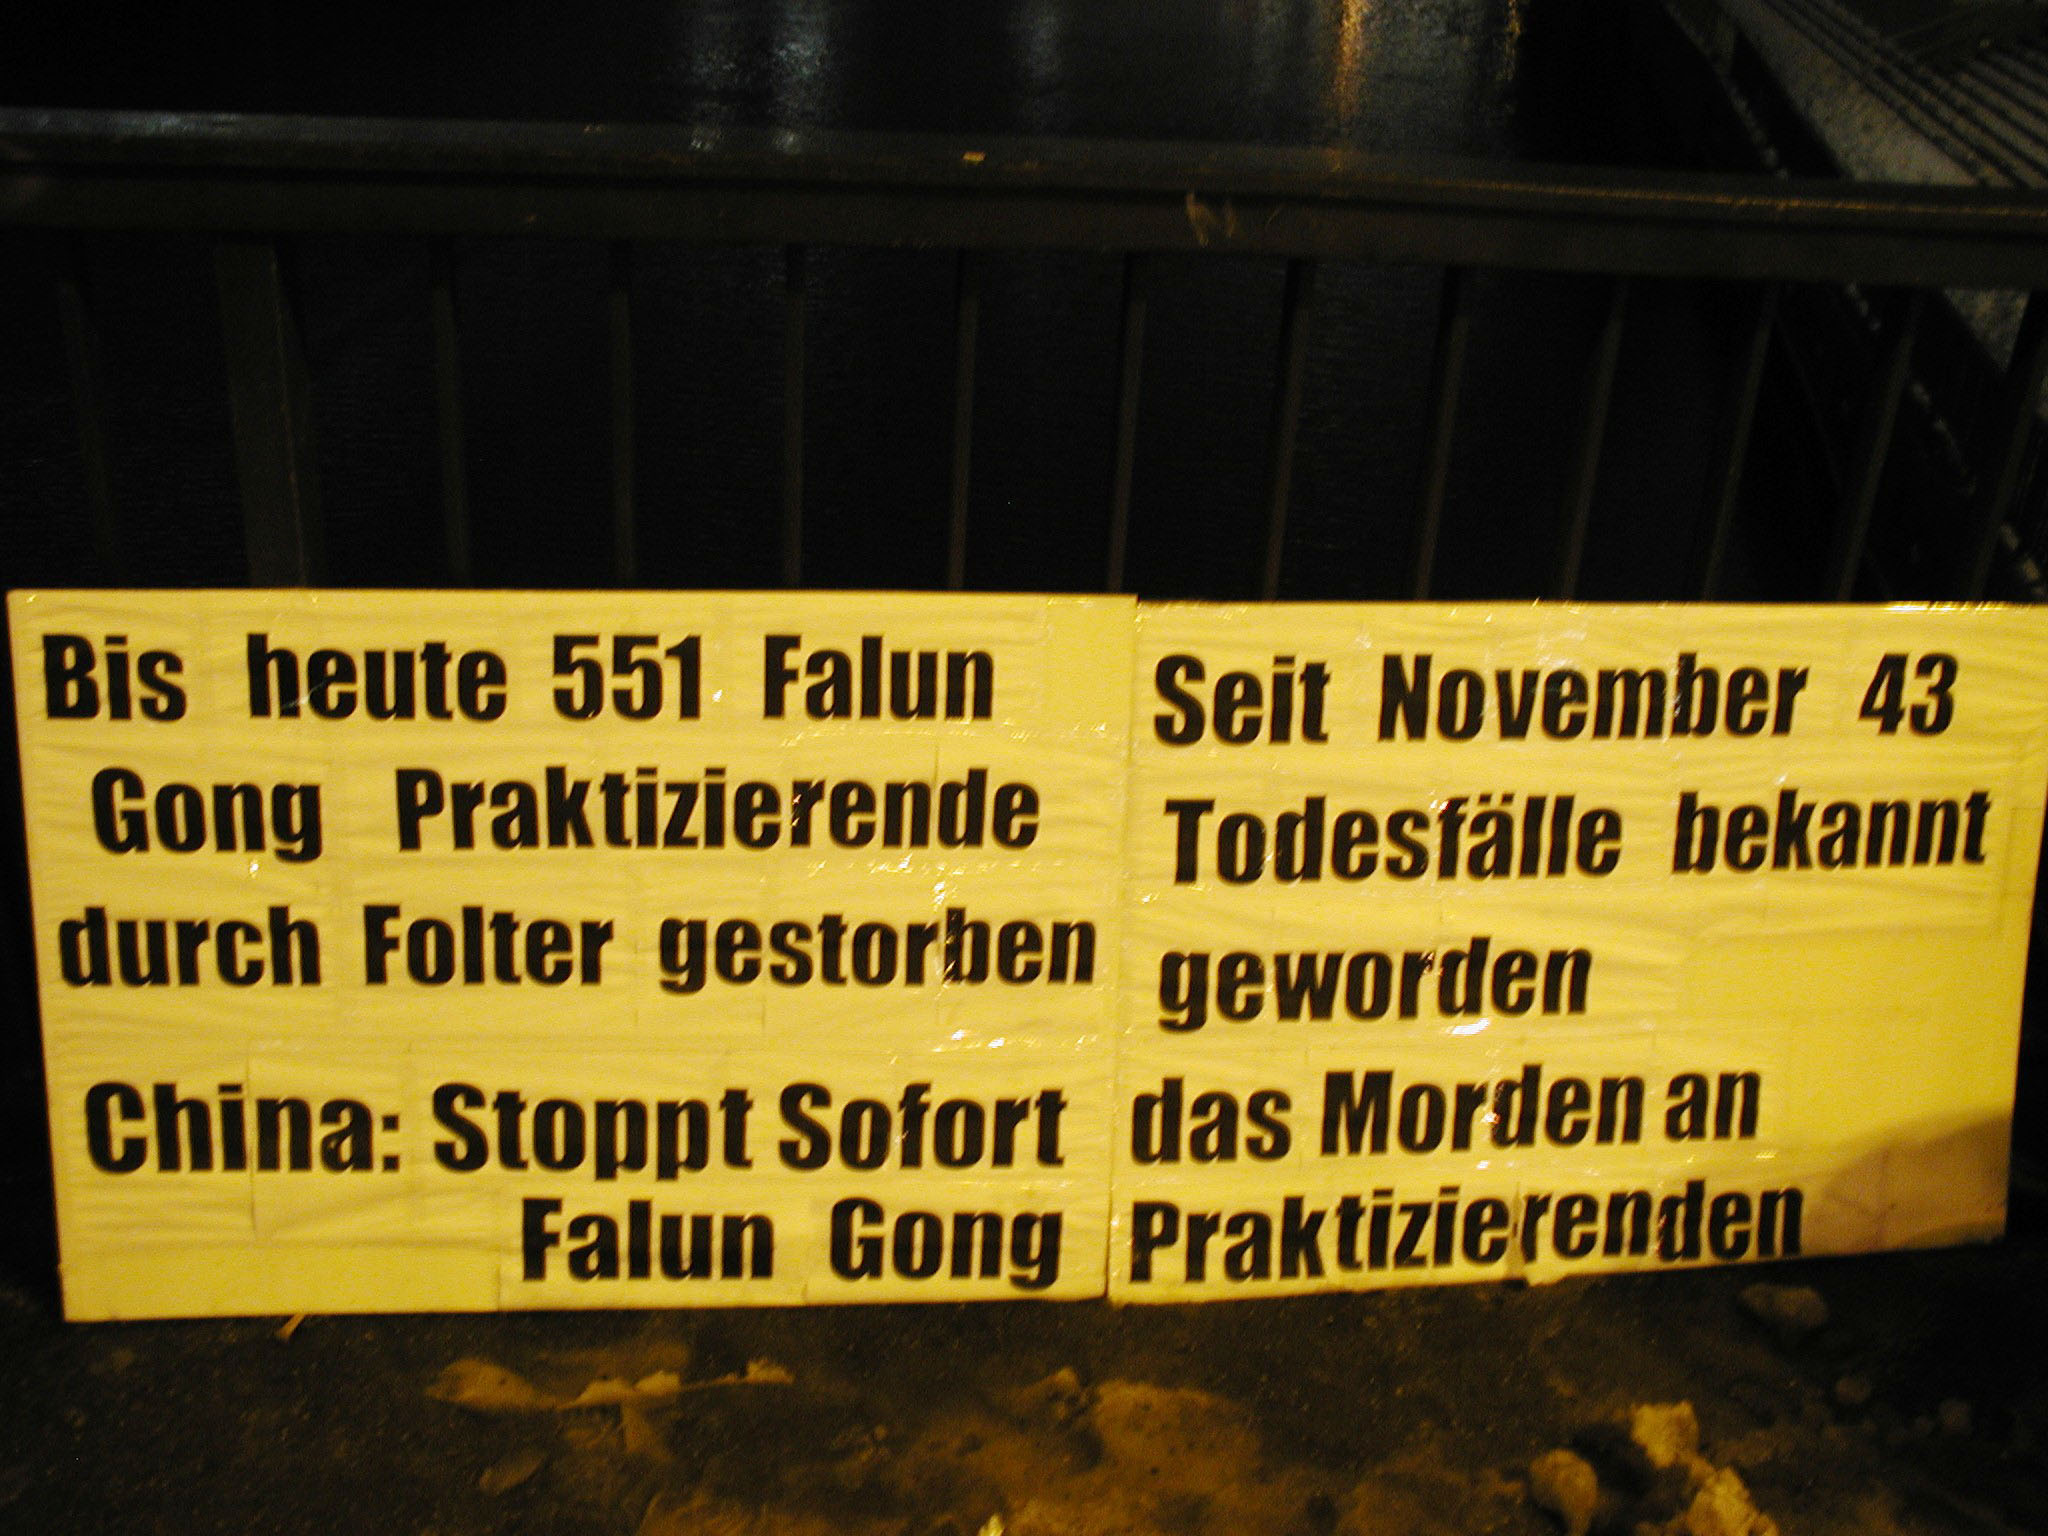 Bis heute 551 Falun
Gong Praktizierende
durch Folter gestorben
Seit November 43
Todesfälle bekannt
geworden
China: Stoppt Sofort das Morden an
Falun Gong Praktizierenden